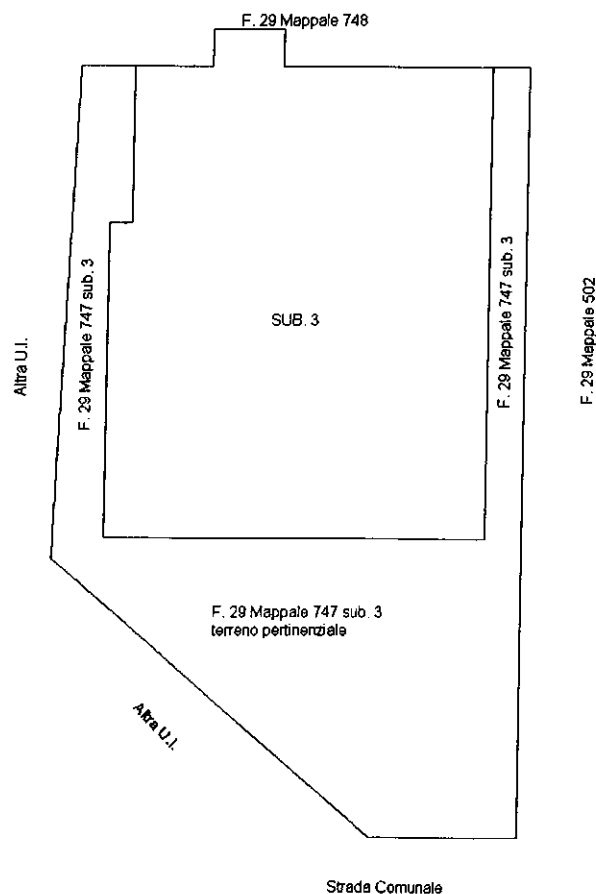 F. 29 Mappale 748
Altra U.I.
F. 29 Mappale 747 sub. 3
SUB. 3
F. 29 Mappale 747 sub. 3
F. 29 Mappale 502
F. 29 Mappale 747 sub. 3
terreno pertinenziale
Altra U.I.
Strada Comunale